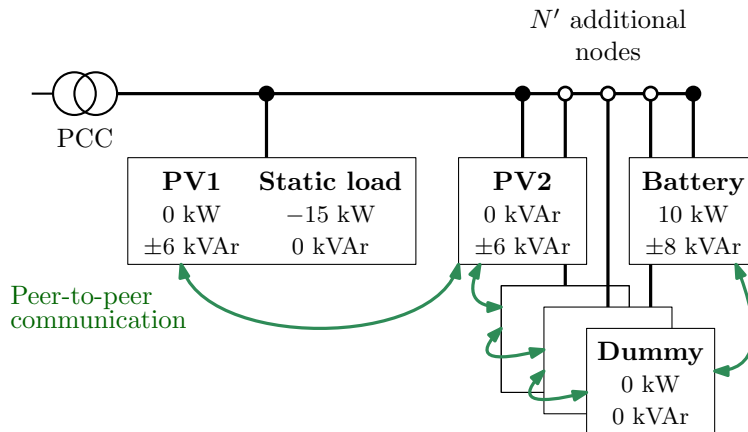 N′ additional
nodes
PCC
PV1 Static load
0 kW −15 kW
±6 kVAr 0 kVAr
PV2
0 kVAr
±6 kVAr
Battery
10 kW
±8 kVAr
Peer-to-peer
communication
Dummy
0 kW
0 kVAr